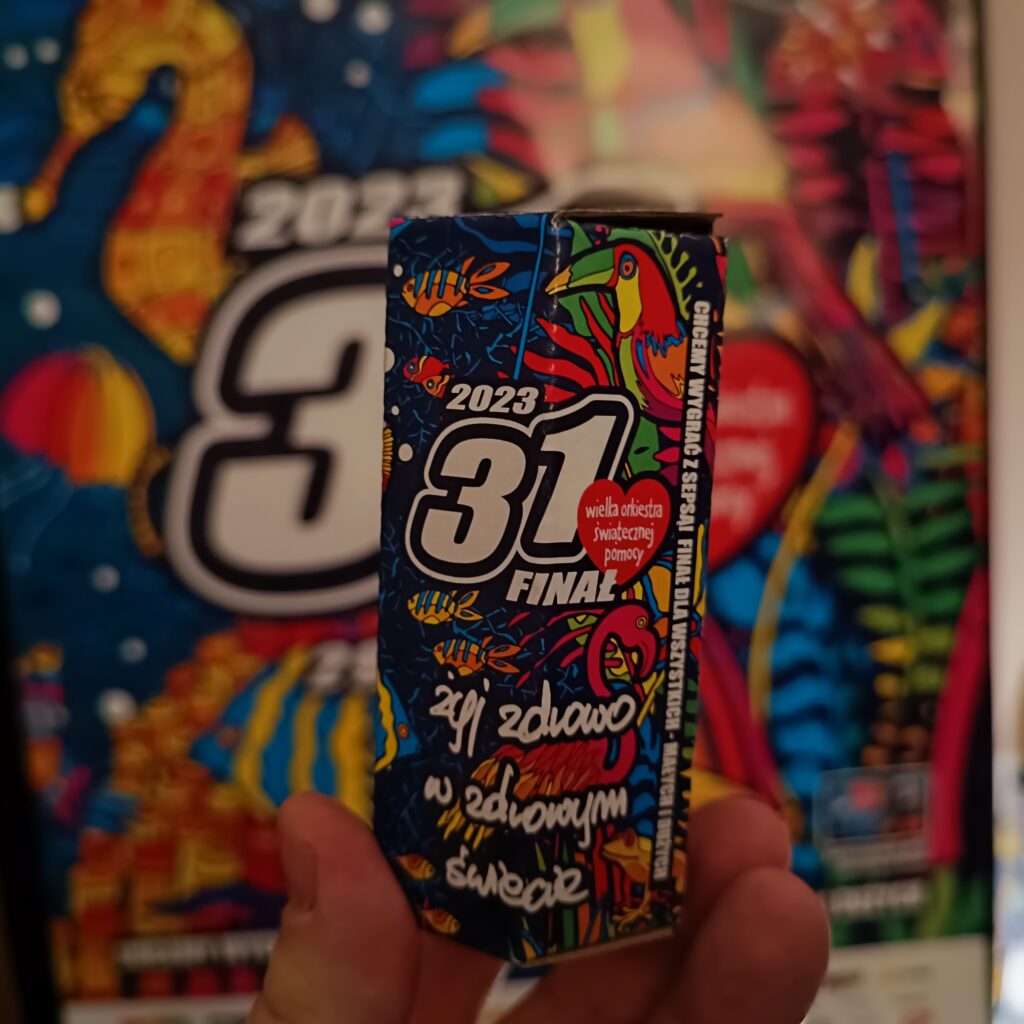 2023
31
FINAŁ
wielka orkiestra
świątecznej
pomocy
żyj zdrowo
w zdrowym
świecie
CHCEMY WYGRAĆ Z SEPSĄ! FINAŁ DLA WSZYSTKICH - MAŁYCH I DUŻYCH
2023
3